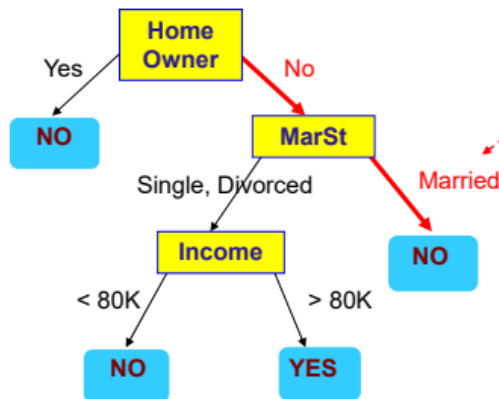 Home
Owner
Yes
No
NO
MarSt
Single, Divorced
Married
Income
NO
< 80K
> 80K
NO
YES